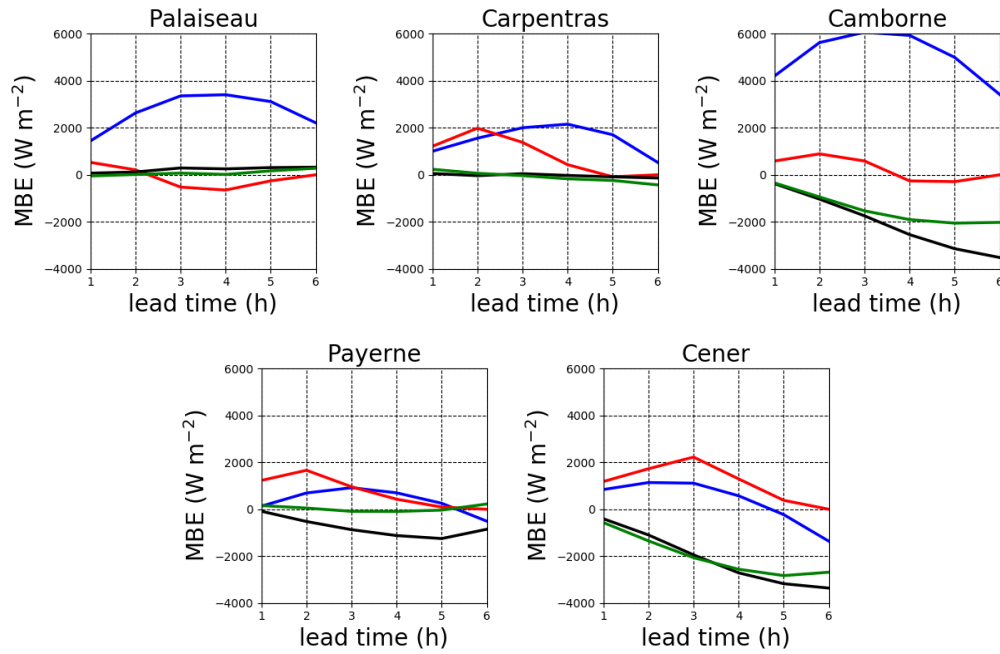 Palaiseau
Carpentras
Camborne
6000
4000
2000
0
−2000
−4000
MBE (W m⁻²)
1 2 3 4 5 6
lead time (h)
6000
4000
2000
0
−2000
−4000
MBE (W m⁻²)
1 2 3 4 5 6
lead time (h)
6000
4000
2000
0
−2000
−4000
MBE (W m⁻²)
1 2 3 4 5 6
lead time (h)
Payerne
Cener
6000
4000
2000
0
−2000
−4000
MBE (W m⁻²)
1 2 3 4 5 6
lead time (h)
6000
4000
2000
0
−2000
−4000
MBE (W m⁻²)
1 2 3 4 5 6
lead time (h)